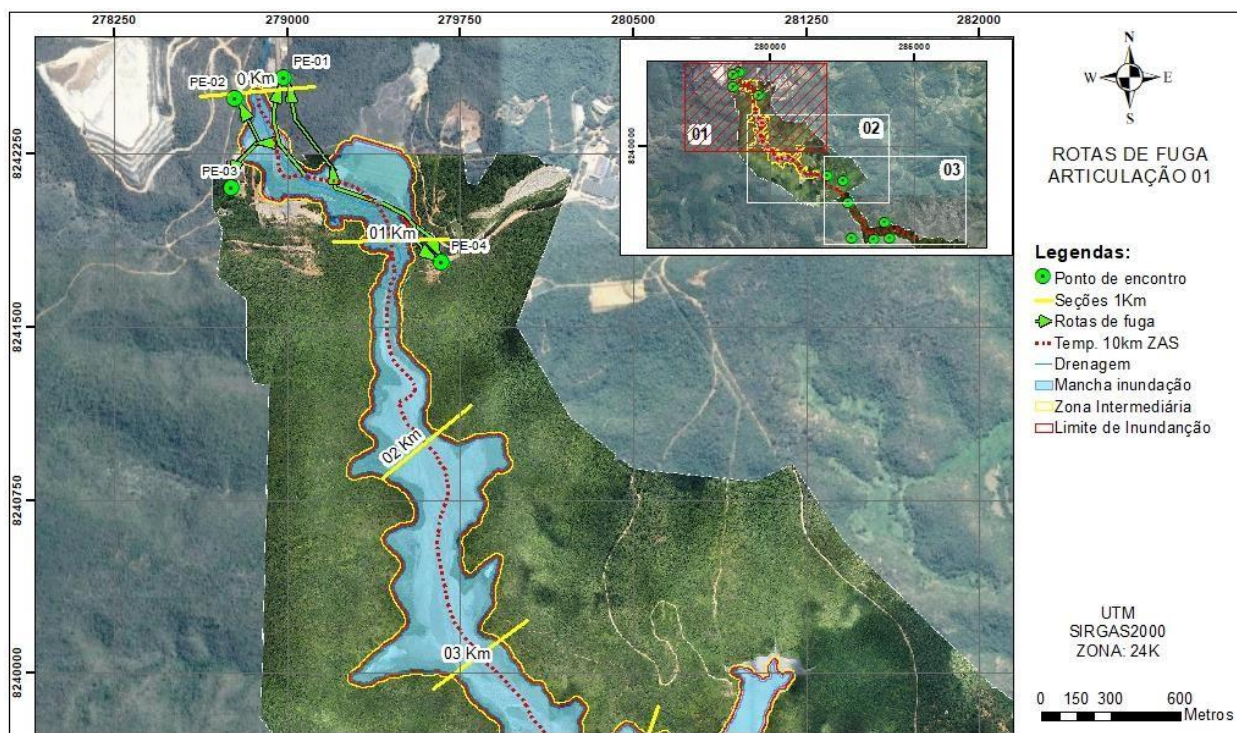 278250 279000 279750 280500 281250 282000
PE-02
0 Km
PE-01
PE-03
01 Km
PE-04
02 Km
03 Km
8242250
8241500
8240750
8240000
280000 285000
8240000
01
02
03
N
W E
S
ROTAS DE FUGA
ARTICULAÇÃO 01
Legendas:
Ponto de encontro
Seções 1Km
Rotas de fuga
Temp. 10km ZAS
Drenagem
Mancha inundação
Zona Intermediária
Limite de Inundanção
UTM
SIRGAS2000
ZONA: 24K
0 150 300 600
Metros